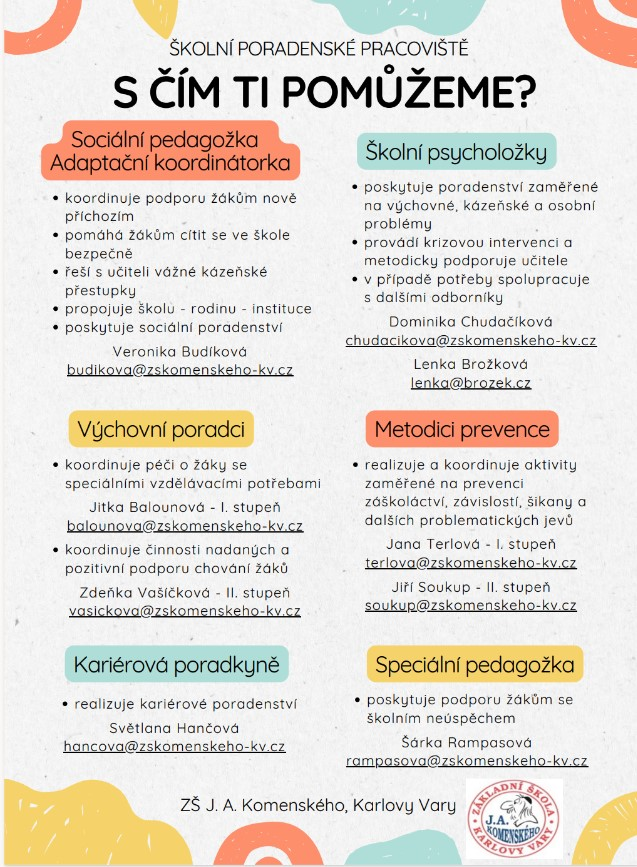 ŠKOLNÍ PORADENSKÉ PRACOVIŠTĚ
S ČÍM TI POMŮŽEME?
Sociální pedagožka
Adaptační koordinátorka
• koordinuje podporu žákům nově
příchozím
• pomáhá žákům cítit se ve škole
bezpečně
• řeší s učiteli vážné kázeňské
přestupky
• propojuje školu - rodinu - instituce
• poskytuje sociální poradenství
Veronika Budíková
budikova@zskomenskeho-kv.cz
Školní psycholožky
• poskytuje poradenství zaměřené
na výchovné, kázeňské a osobní
problémy
• provádí krizovou intervenci a
metodicky podporuje učitele
• v případě potřeby spolupracuje
s dalšími odborníky
Dominika Chudačíková
chudacikova@zskomenskeho-kv.cz
Lenka Brožková
lenka@brozek.cz
Výchovní poradci
• koordinuje péči o žáky se
speciálními vzdělávacími potřebami
Jitka Balounová - I. stupeň
balounova@zskomenskeho-kv.cz
• koordinuje činnosti nadaných a
pozitivní podporu chování žáků
Zdeňka Vašíčková - II. stupeň
vasickova@zskomenskeho-kv.cz
Metodici prevence
• realizuje a koordinuje aktivity
zaměřené na prevenci
záškoláctví, závislostí, šikany a
dalších problematických jevů
Jana Terlová - I. stupeň
terlova@zskomenskeho-kv.cz
Jiří Soukup - II. stupeň
soukup@zskomenskeho-kv.cz
Kariérová poradkyně
• realizuje kariérové poradenství
Světlana Hančová
hancova@zskomenskeho-kv.cz
Speciální pedagožka
• poskytuje podporu žákům se
školním neúspěchem
Šárka Rampasová
rampasova@zskomenskeho-kv.cz
ZŠ J. A. Komenského, Karlovy Vary
ZÁKLADNÍ ŠKOLA
J.A.
KOMENSKÉHO
KARLOVY VARY